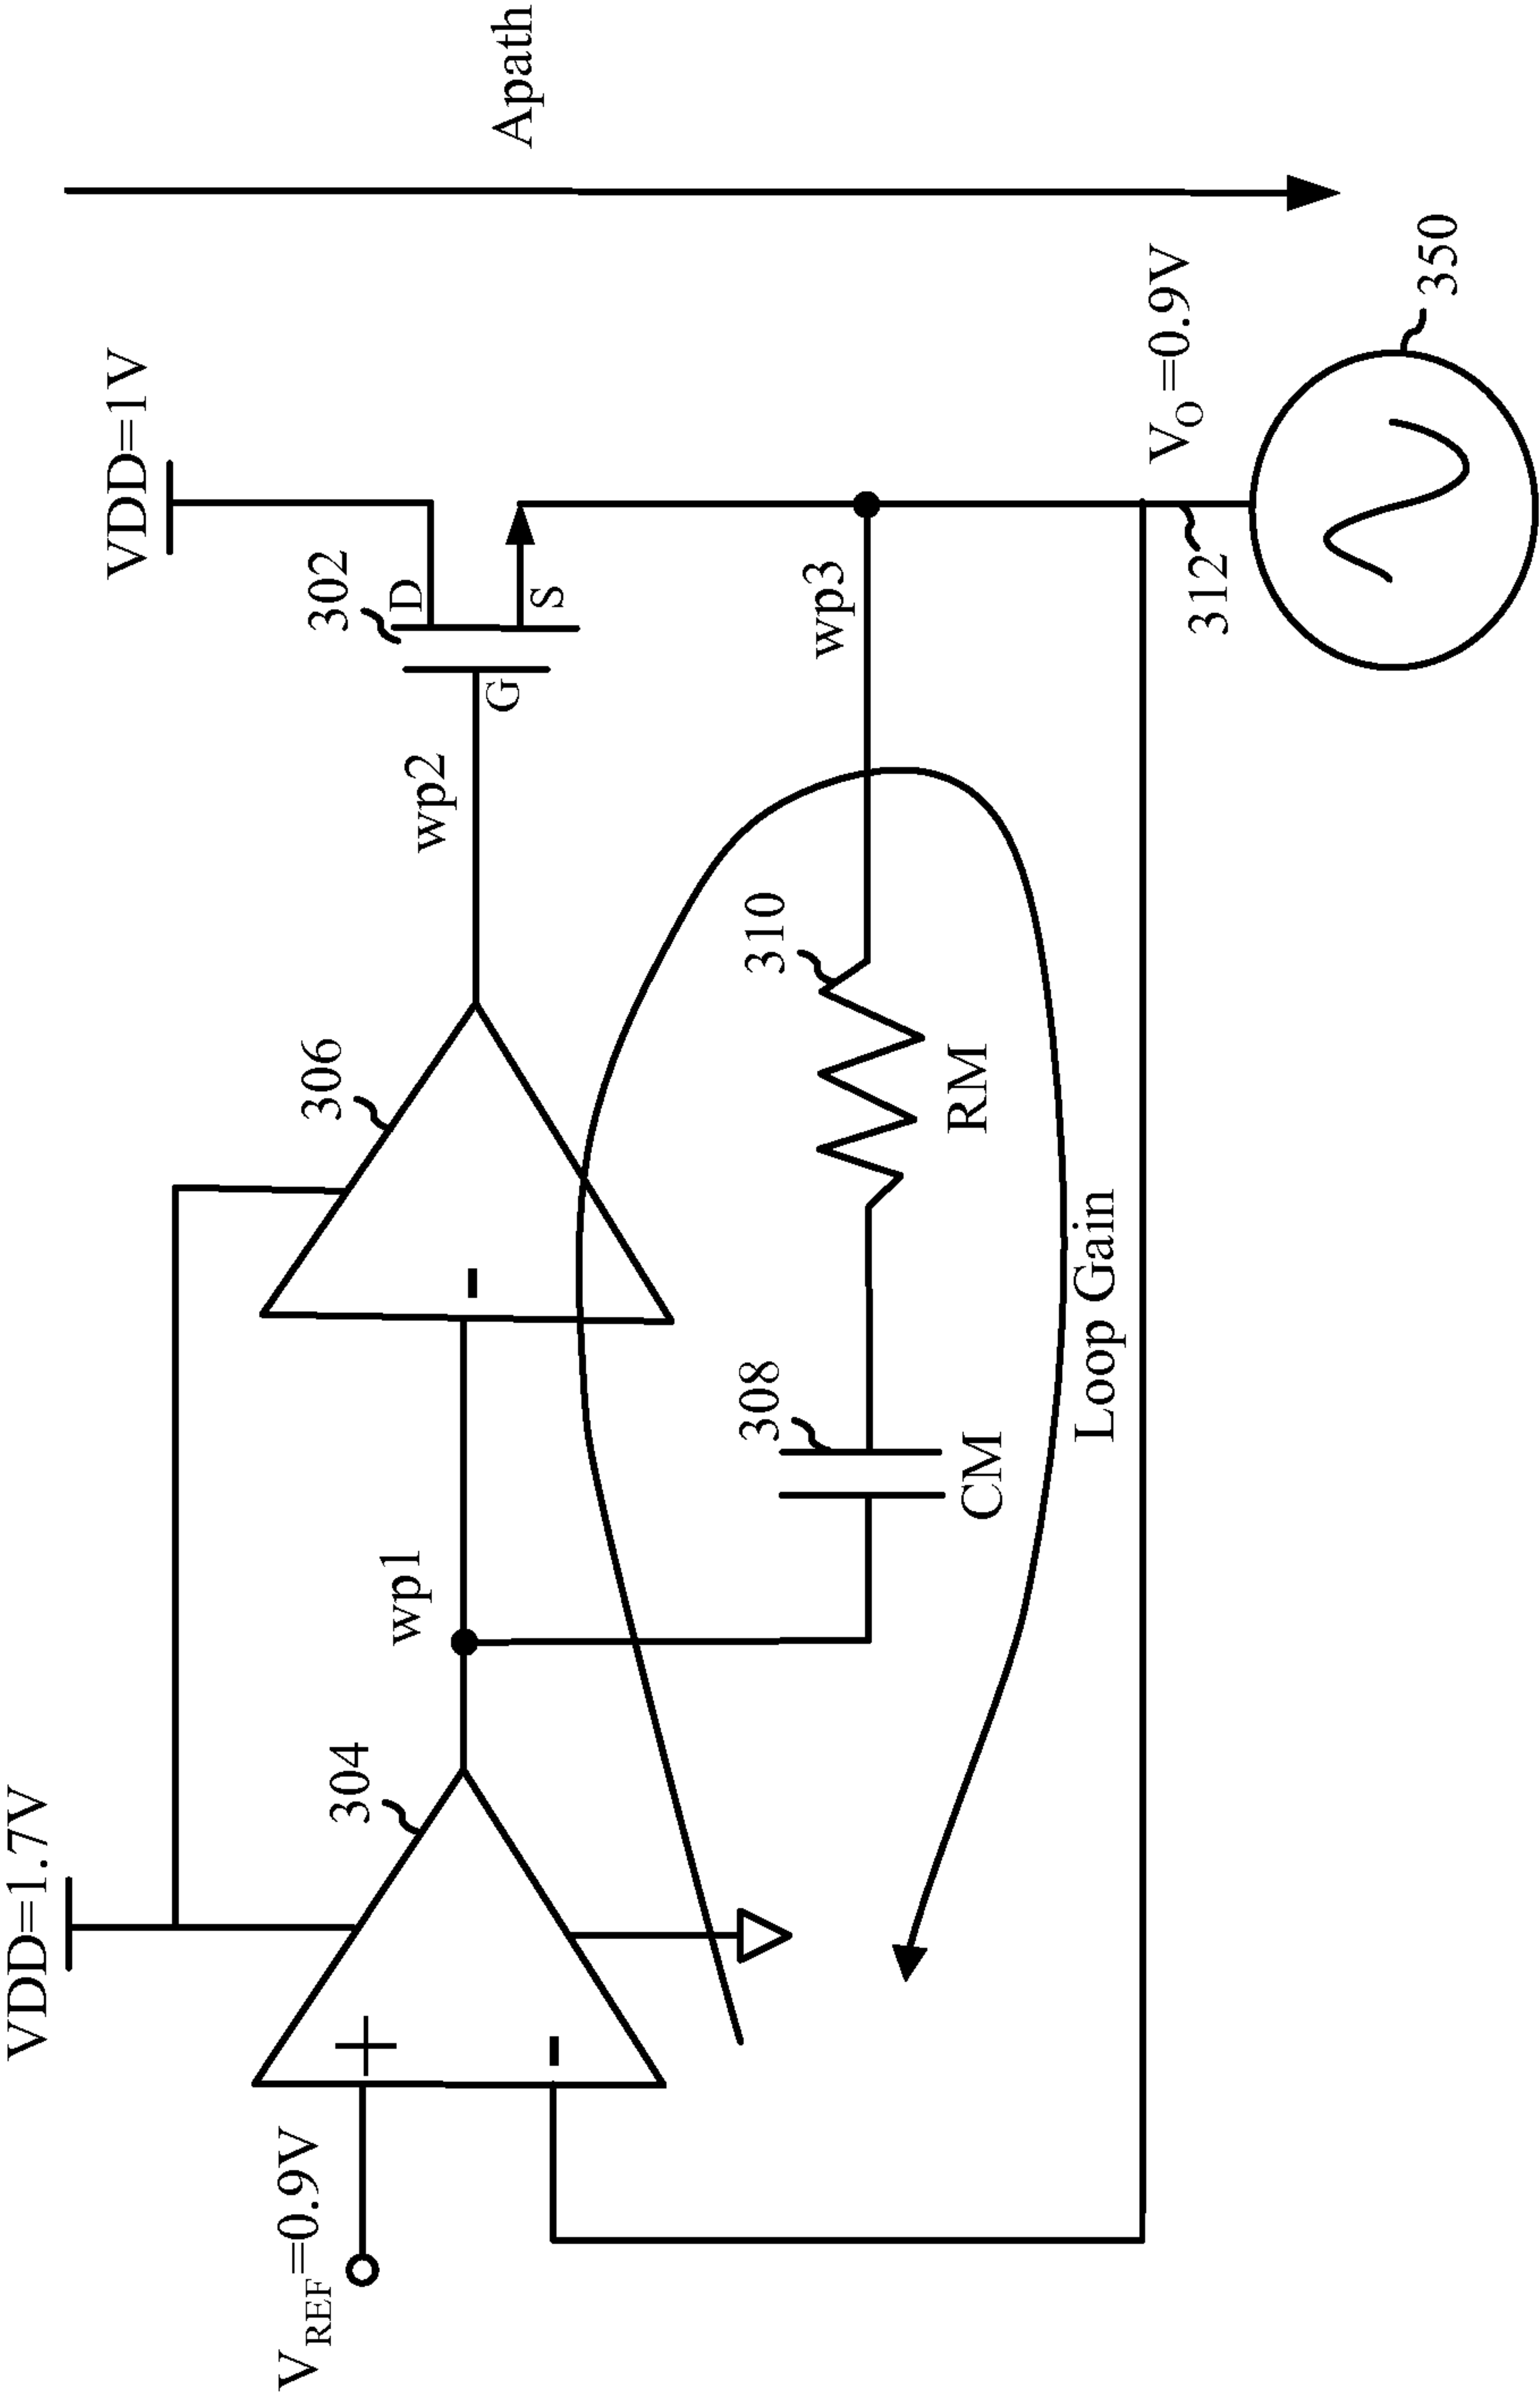 VDD=1.7V
VDD=1V
Apath
302
D
G
S
VREF=0.9V
+
-
304
wp1
306
-
wp2
308
CM
310
RM
wp3
Loop Gain
VO=0.9V
312
350